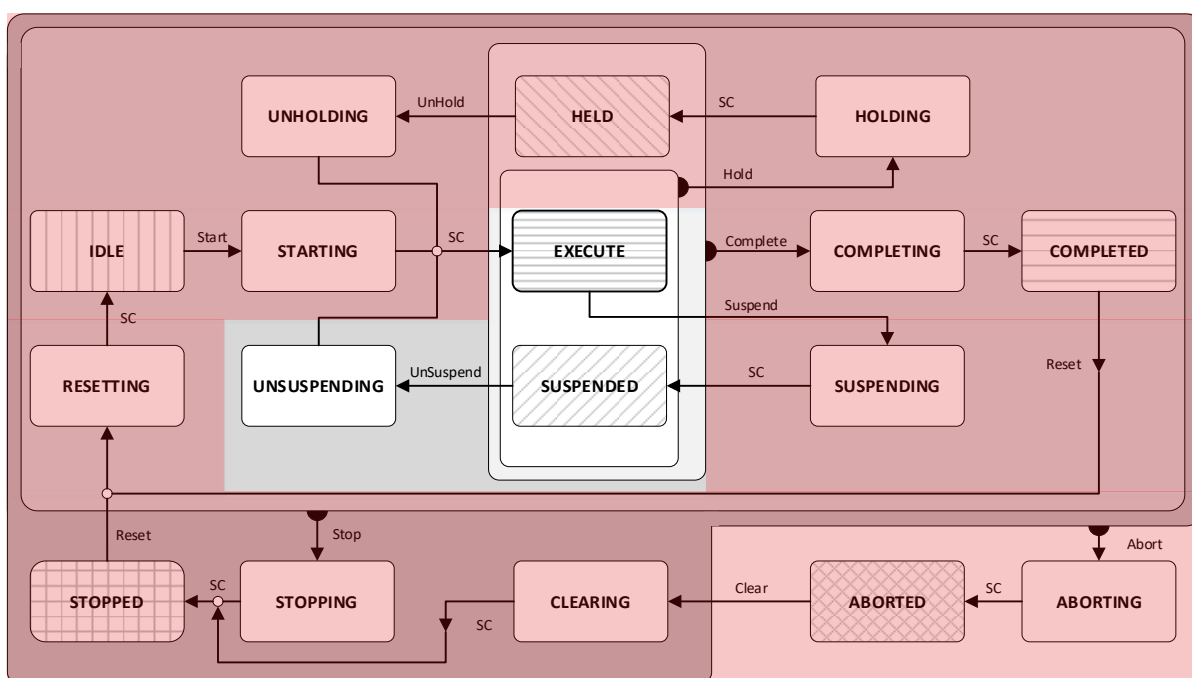 UnHold
SC
UNHOLDING
HELD
HOLDING
Hold
Start
SC
Complete
SC
IDLE
STARTING
EXECUTE
COMPLETING
COMPLETED
Suspend
SC
Reset
UnSuspend
SC
RESETTING
UNSUSPENDING
SUSPENDED
SUSPENDING
Reset
Stop
Abort
SC
Clear
SC
STOPPED
STOPPING
CLEARING
ABORTED
ABORTING
SC